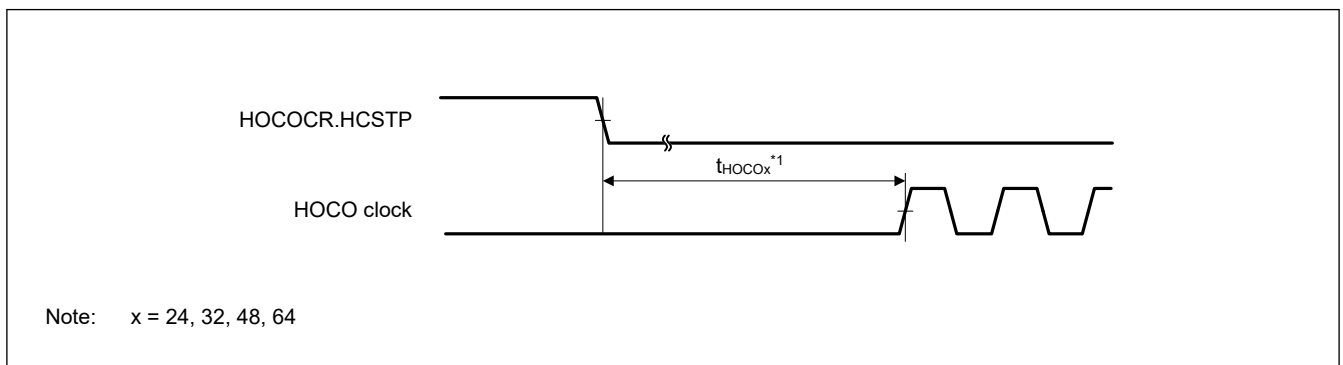 HOCOCR.HCSTP
tHOCOx*1
HOCO clock
Note: x = 24, 32, 48, 64